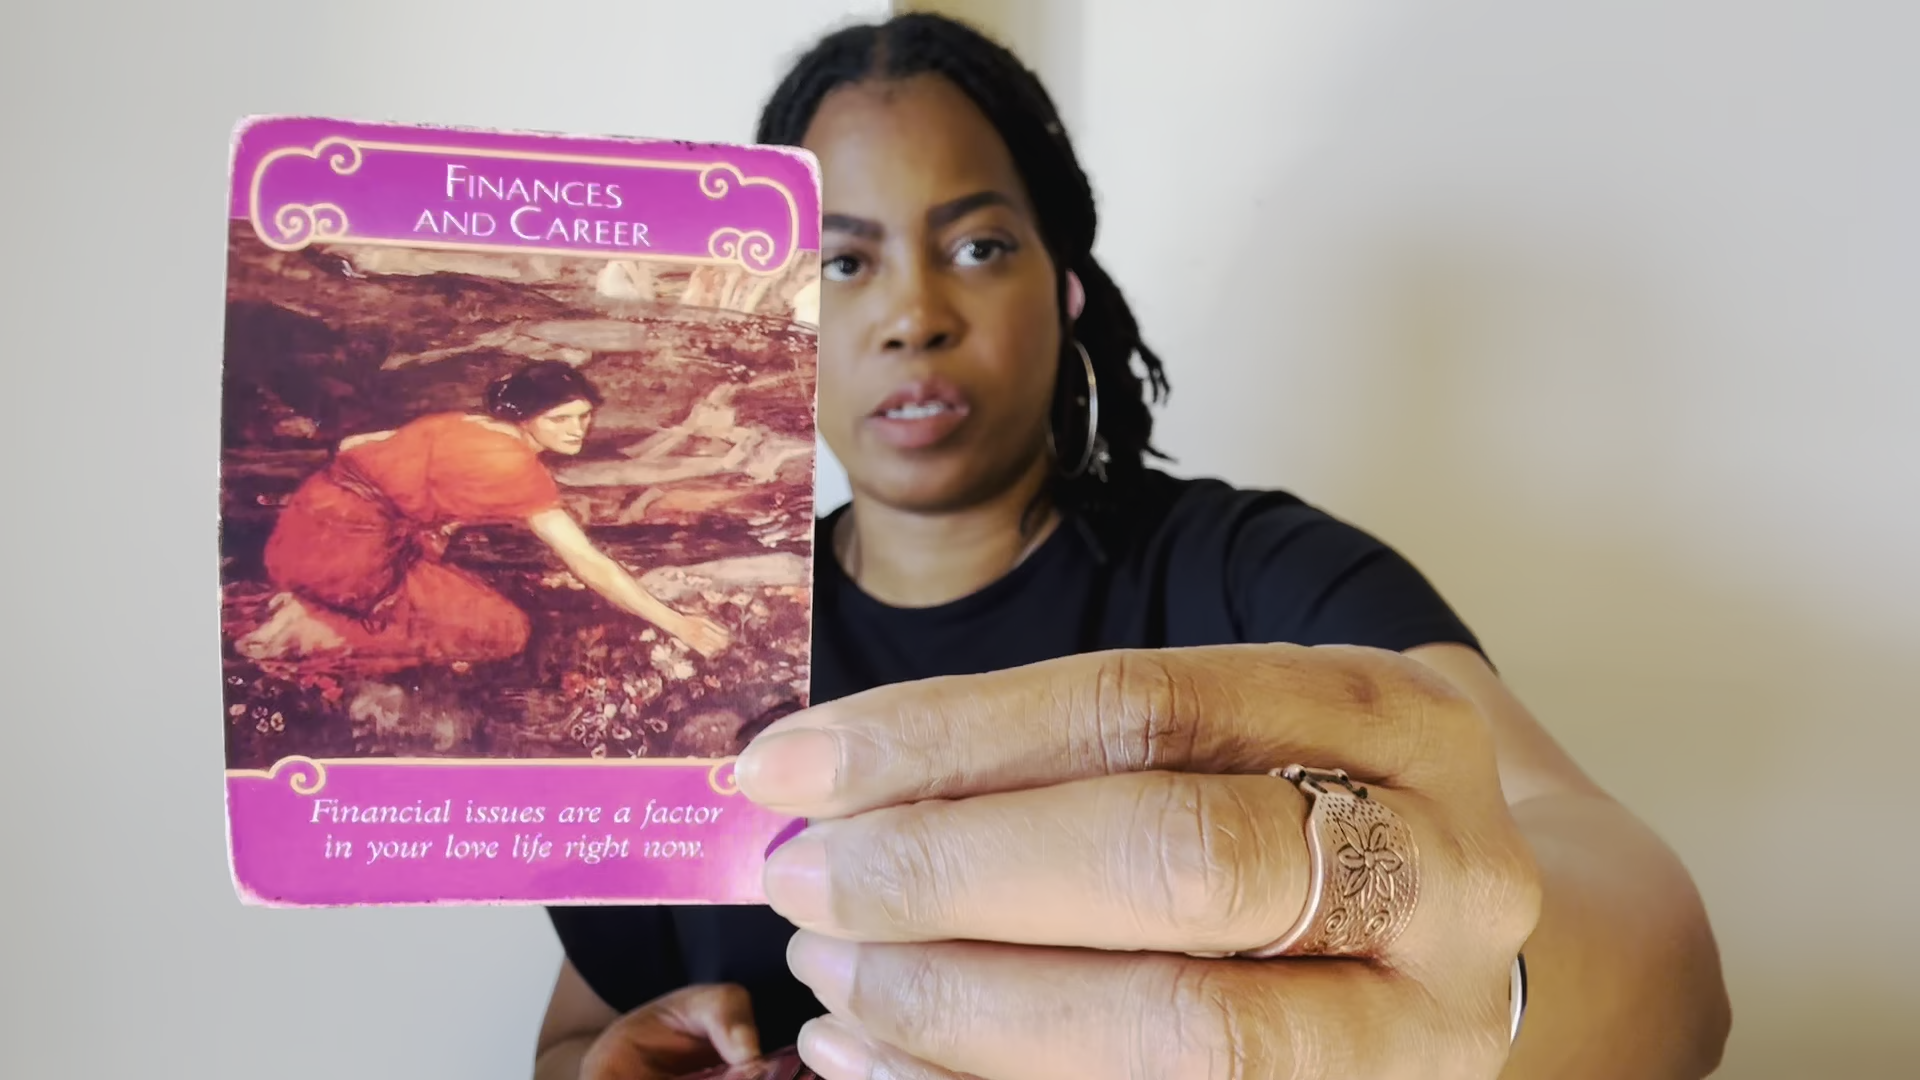 FINANCES
AND CAREER
Financial issues are a factor
in your love life right now.